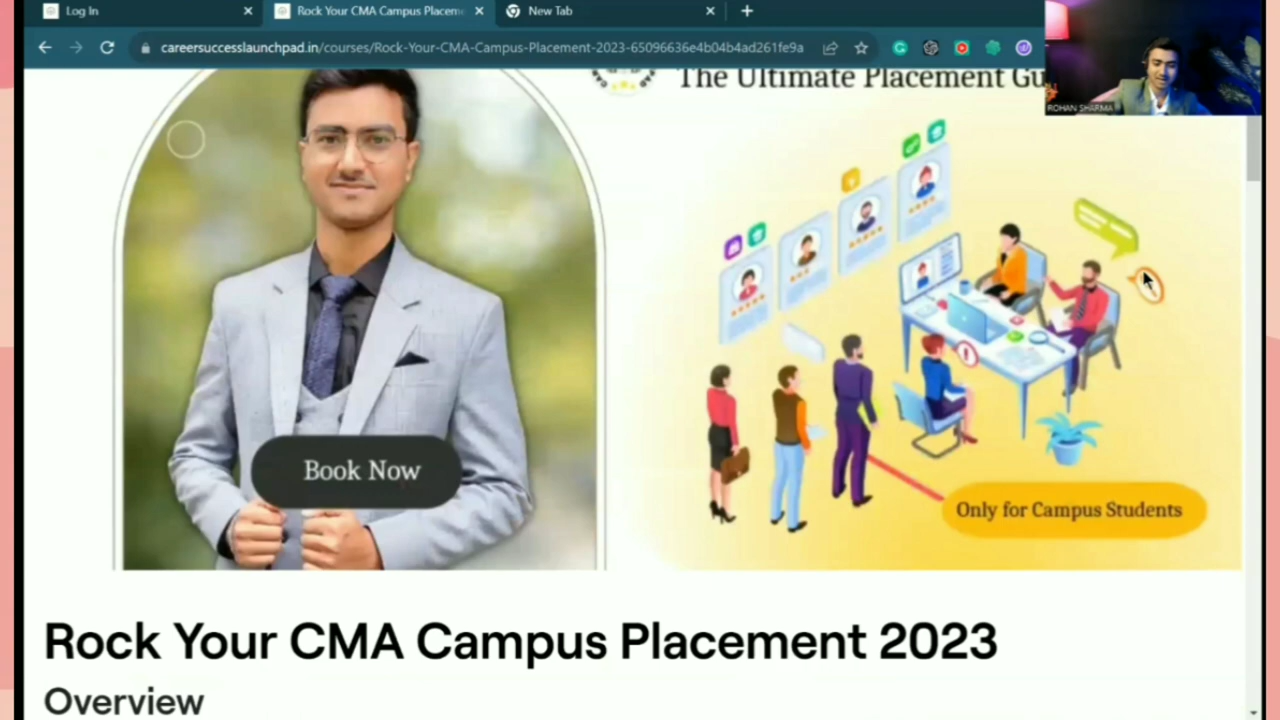 Log In
Rock Your CMA Campus Placeme
New Tab
careersuccesslaunchpad.in/courses/Rock-Your-CMA-Campus-Placement-2023-65096636e4b04b4ad261fe9a
ROHAN SHARMA
The Ultimate Placement Gu
Book Now
Only for Campus Students
Rock Your CMA Campus Placement 2023
Overview